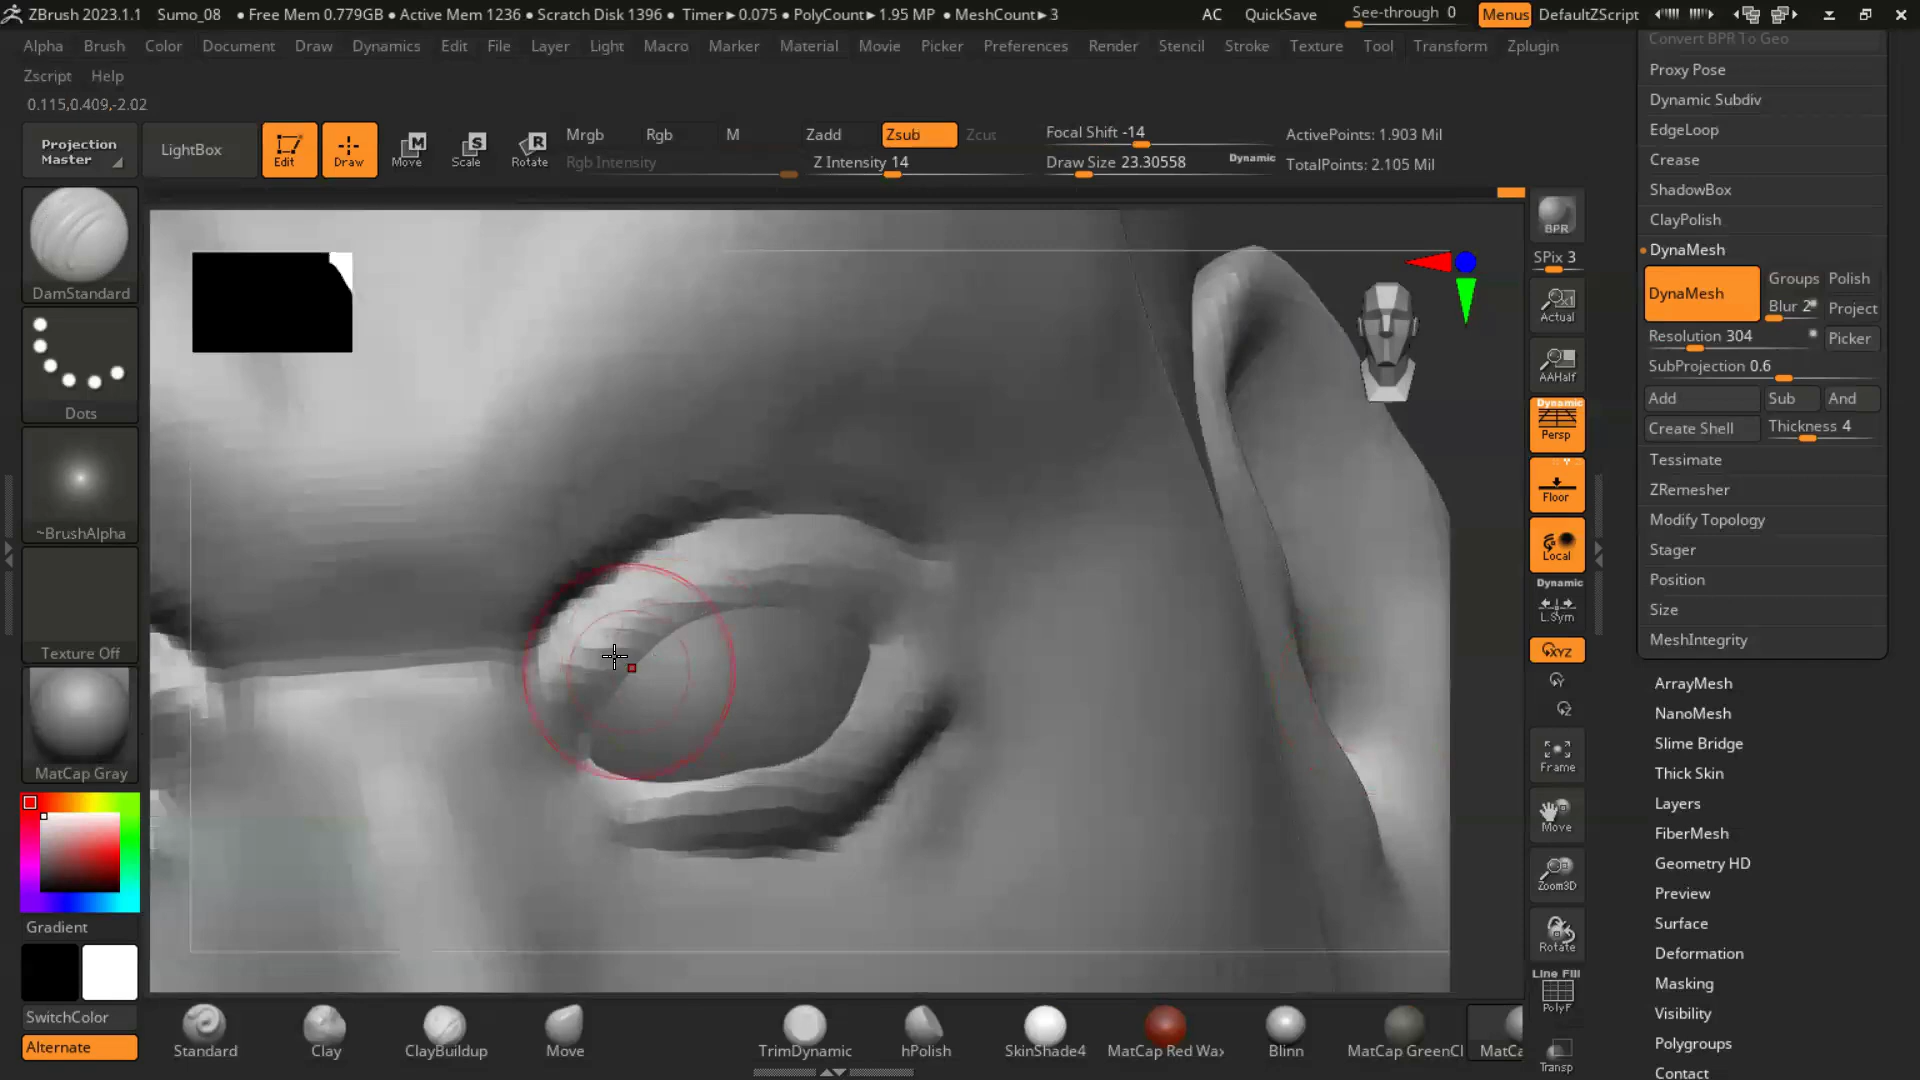 ZBrush 2023.1.1 Sumo_08 • Free Mem 0.779GB • Active Mem 1236 • Scratch Disk 1396 • Timer▸0.075 • PolyCount▸1.95 MP • MeshCount▸3 AC QuickSave See-through 0 Menus DefaultZScript
Alpha Brush Color Document Draw Dynamics Edit File Layer Light Macro Marker Material Movie Picker Preferences Render Stencil Stroke Texture Tool Transform Zplugin
Zscript Help
0.115,0.409,-2.02
Projection Master
LightBox
Edit
Draw
Move
Scale
Rotate
Mrgb Rgb M
Rgb Intensity
Zadd Zsub Zcut
Z Intensity 14
Focal Shift -14
Draw Size 23.30558 Dynamic
ActivePoints: 1.903 Mil
TotalPoints: 2.105 Mil
DamStandard
Dots
~BrushAlpha
Texture Off
MatCap Gray
Gradient
SwitchColor
Alternate
BPR
SPix 3
Actual
AAHalf
Dynamic
Persp
Floor
Local
Dynamic
L.Sym
XYZ
Frame
Move
Zoom3D
Rotate
Line Fill
PolyF
Transp
Convert BPR To Geo
Proxy Pose
Dynamic Subdiv
EdgeLoop
Crease
ShadowBox
ClayPolish
DynaMesh
DynaMesh Groups Polish
Blur 2 Project
Resolution 304 Picker
SubProjection 0.6
Add Sub And
Create Shell Thickness 4
Tessimate
ZRemesher
Modify Topology
Stager
Position
Size
MeshIntegrity
ArrayMesh
NanoMesh
Slime Bridge
Thick Skin
Layers
FiberMesh
Geometry HD
Preview
Surface
Deformation
Masking
Visibility
Polygroups
Contact
Standard Clay ClayBuildup Move TrimDynamic hPolish SkinShade4 MatCap Red Wax Blinn MatCap GreenCl MatCa